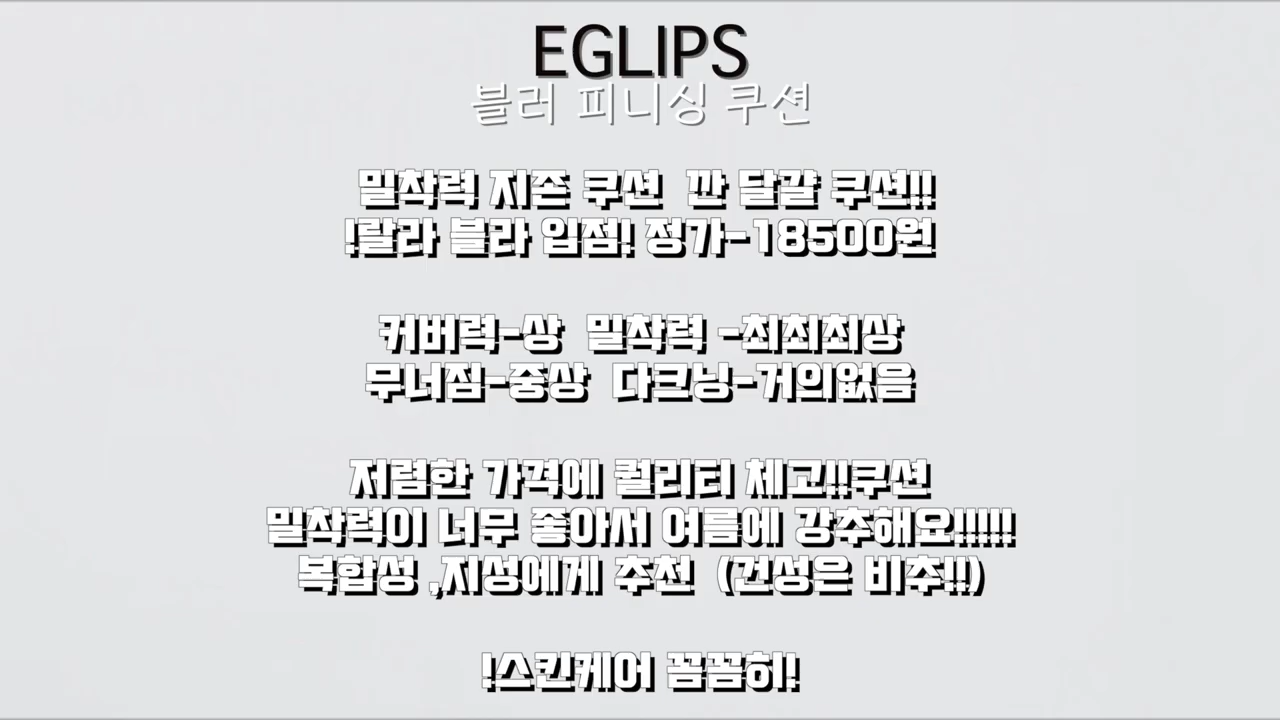 EGLIPS
블러 피니싱 쿠션
밀착력 지존 쿠션 깐 달걀 쿠션!!
!랄라 블라 입점! 정가-18500원
커버력-상 밀착력 -최최최상
무너짐-중상 다크닝-거의없음
저렴한 가격에 퀄리티 체고!!쿠션
밀착력이 너무 좋아서 여름에 강추해요!!!!!
복합성 ,지성에게 추천 (건성은 비추!!)
!스킨케어 꼼꼼히!